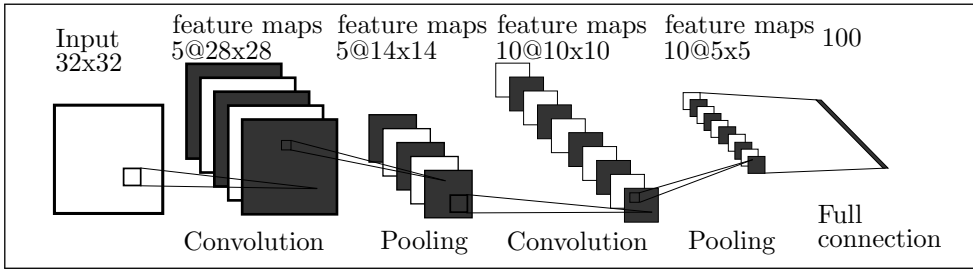 Input
32x32
feature maps
5@28x28
feature maps
5@14x14
feature maps
10@10x10
feature maps
10@5x5
100
Convolution
Pooling
Convolution
Pooling
Full
connection